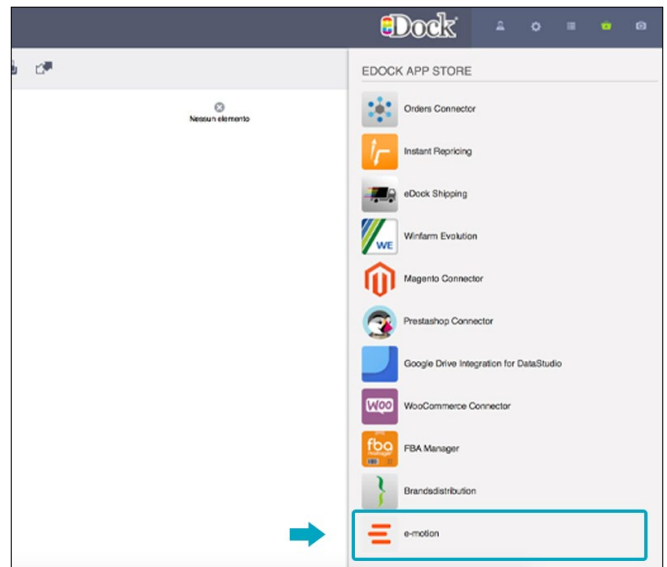 eDock
EDOCK APP STORE
Nessun elemento
Orders Connector
Instant Repricing
eDock Shipping
Winfarm Evolution
WE
Magento Connector
Prestashop Connector
Google Drive Integration for DataStudio
WOO
WooCommerce Connector
fba
manager
FBA Manager
Brandsdistribution
e-motion